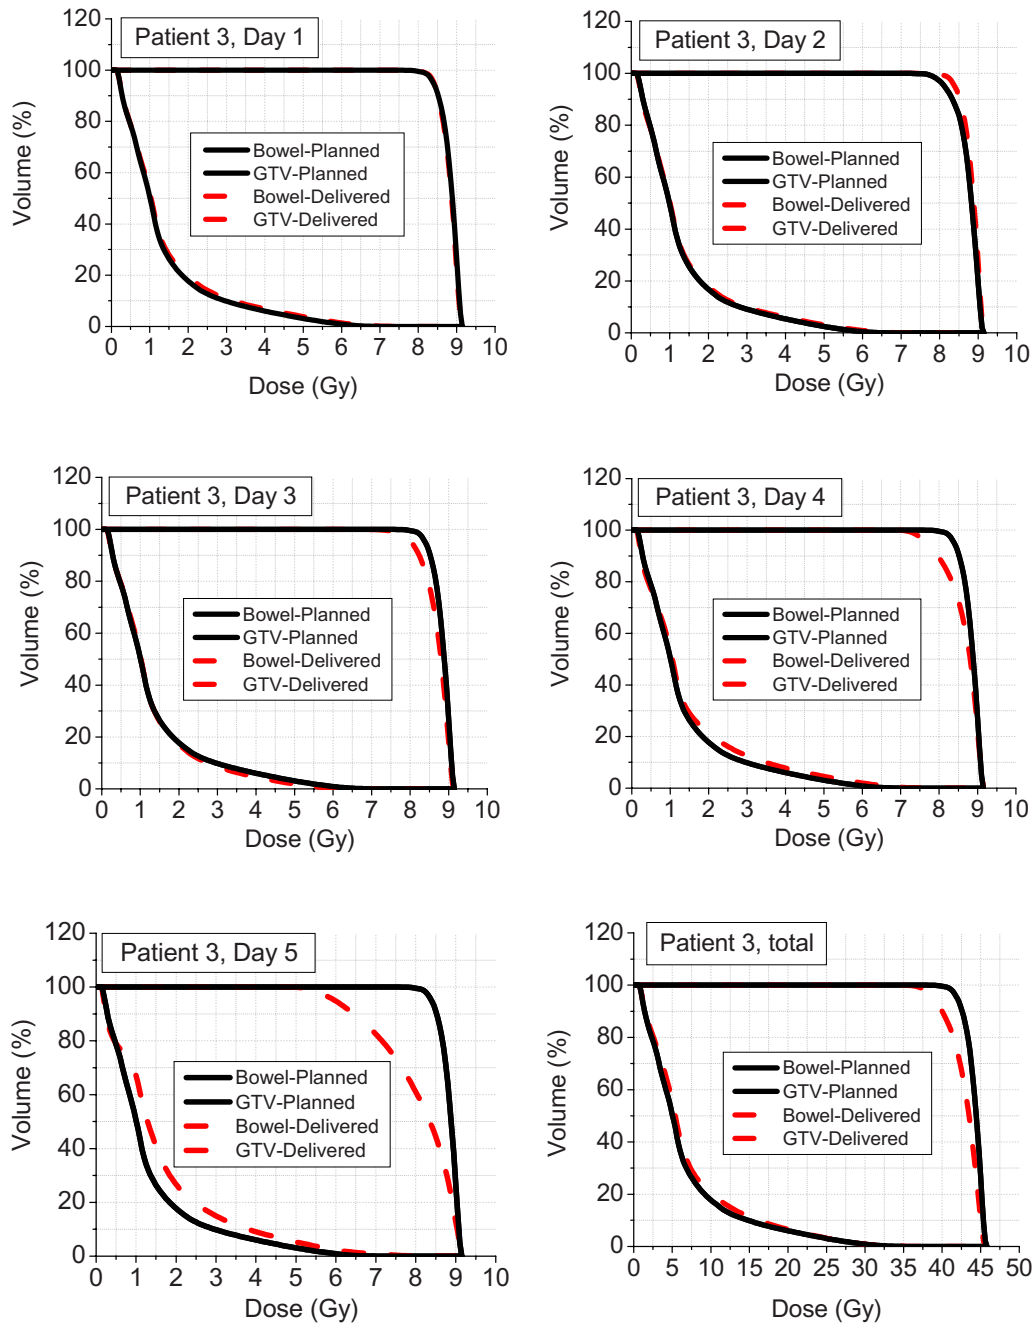 Patient 3, Day 1
Volume (%)
120
100
80
60
40
20
0
Bowel-Planned
GTV-Planned
Bowel-Delivered
GTV-Delivered
0 1 2 3 4 5 6 7 8 9 10
Dose (Gy)
Patient 3, Day 2
Volume (%)
120
100
80
60
40
20
0
Bowel-Planned
GTV-Planned
Bowel-Delivered
GTV-Delivered
0 1 2 3 4 5 6 7 8 9 10
Dose (Gy)
Patient 3, Day 3
Volume (%)
120
100
80
60
40
20
0
Bowel-Planned
GTV-Planned
Bowel-Delivered
GTV-Delivered
0 1 2 3 4 5 6 7 8 9 10
Dose (Gy)
Patient 3, Day 4
Volume (%)
120
100
80
60
40
20
0
Bowel-Planned
GTV-Planned
Bowel-Delivered
GTV-Delivered
0 1 2 3 4 5 6 7 8 9 10
Dose (Gy)
Patient 3, Day 5
Volume (%)
120
100
80
60
40
20
0
Bowel-Planned
GTV-Planned
Bowel-Delivered
GTV-Delivered
0 1 2 3 4 5 6 7 8 9 10
Dose (Gy)
Patient 3, total
Volume (%)
120
100
80
60
40
20
0
Bowel-Planned
GTV-Planned
Bowel-Delivered
GTV-Delivered
0 5 10 15 20 25 30 35 40 45 50
Dose (Gy)